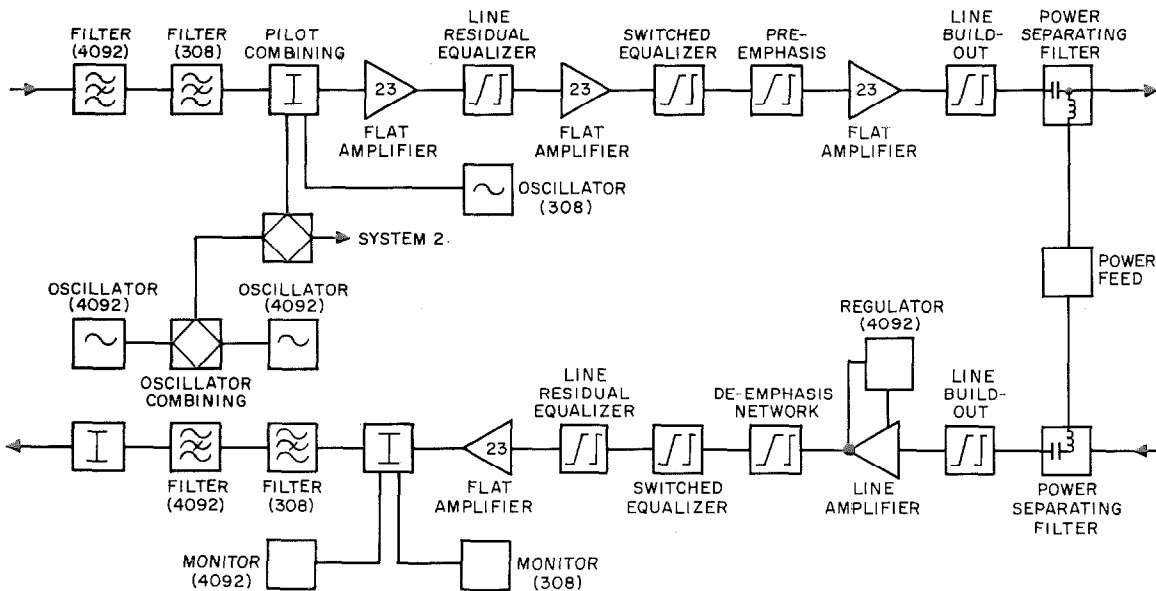 FILTER
(4092)
FILTER
(308)
PILOT
COMBINING
LINE
RESIDUAL
EQUALIZER
SWITCHED
EQUALIZER
PRE-
EMPHASIS
LINE
BUILD-
OUT
POWER
SEPARATING
FILTER
23
23
23
FLAT
AMPLIFIER
FLAT
AMPLIFIER
FLAT
AMPLIFIER
OSCILLATOR
(308)
SYSTEM 2.
POWER
FEED
OSCILLATOR
(4092)
OSCILLATOR
(4092)
OSCILLATOR
COMBINING
REGULATOR
(4092)
LINE
RESIDUAL
EQUALIZER
DE-EMPHASIS
NETWORK
LINE
BUILD-
OUT
23
FILTER
(4092)
FILTER
(308)
FLAT
AMPLIFIER
SWITCHED
EQUALIZER
LINE
AMPLIFIER
POWER
SEPARATING
FILTER
MONITOR
(4092)
MONITOR
(308)